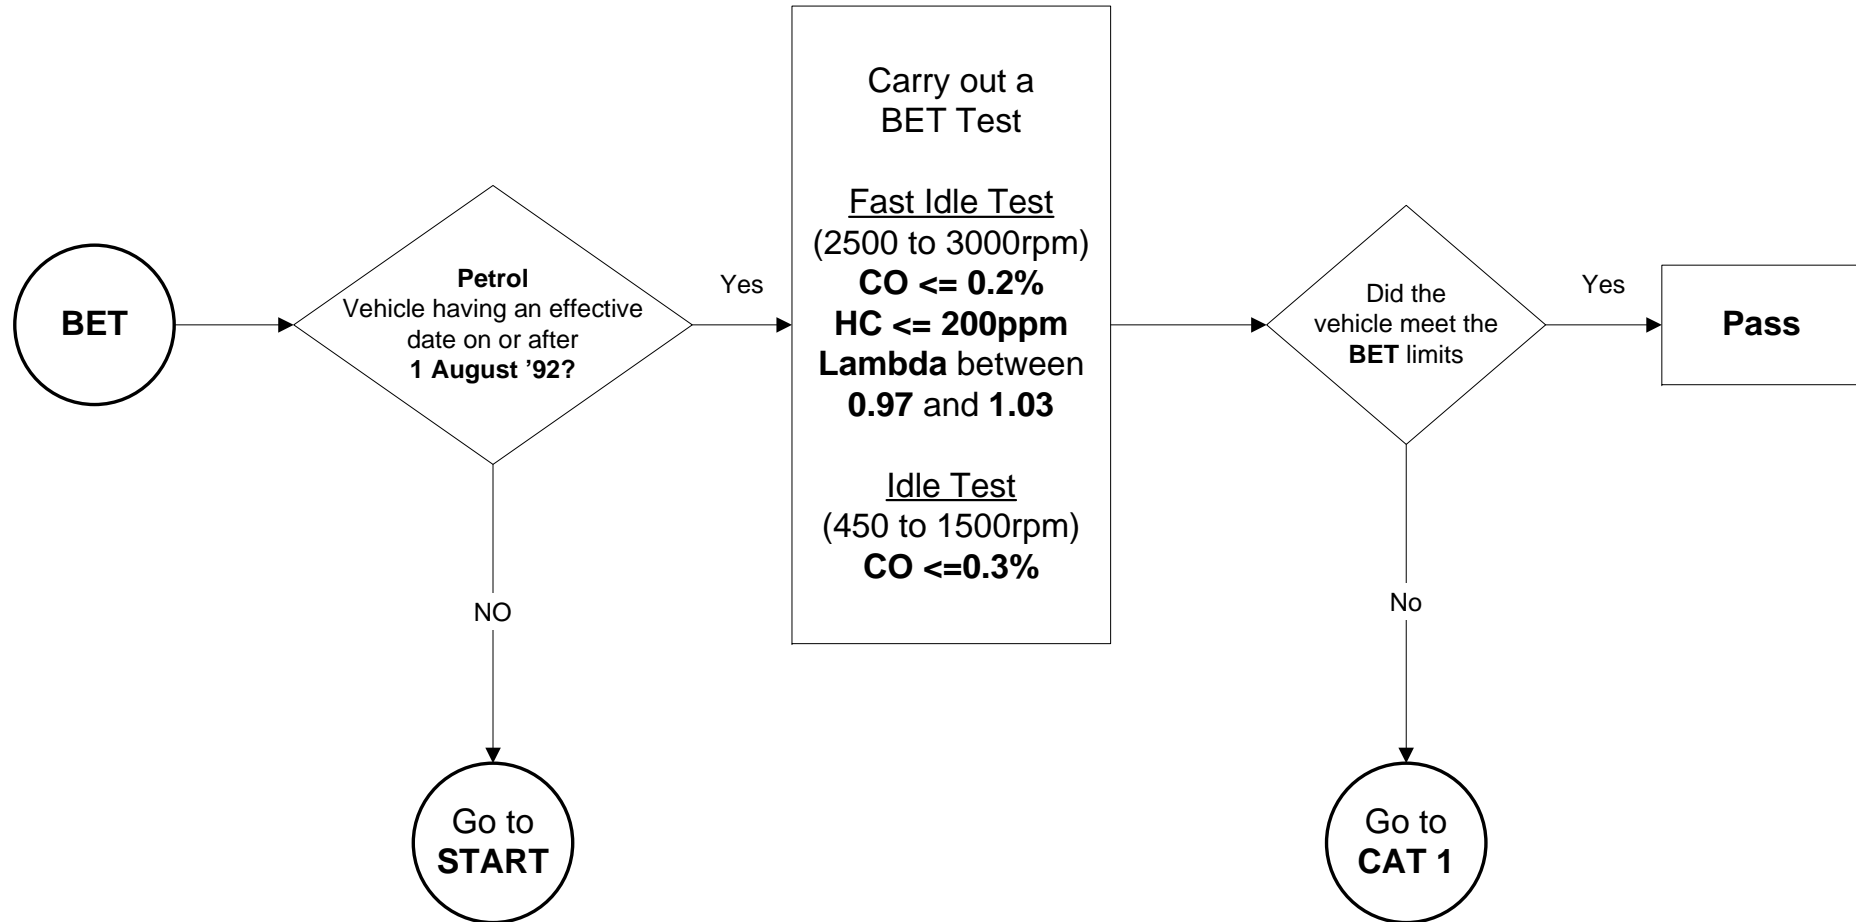 BET
Petrol
Vehicle having an effective
date on or after
1 August ’92?
Yes
NO
Go to
START
Carry out a
BET Test
Fast Idle Test
(2500 to 3000rpm)
CO <= 0.2%
HC <= 200ppm
Lambda between
0.97 and 1.03
Idle Test
(450 to 1500rpm)
CO <=0.3%
Did the
vehicle meet the
BET limits
Yes
Pass
No
Go to
CAT 1